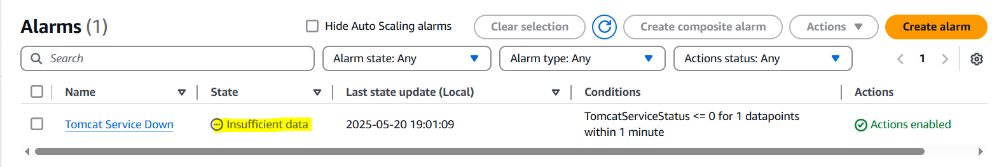 Alarms (1)
Hide Auto Scaling alarms
Clear selection
Create composite alarm
Actions
Create alarm
Search
Alarm state: Any
Alarm type: Any
Actions status: Any
1
Name
State
Last state update (Local)
Conditions
Actions
Tomcat Service Down
Insufficient data
2025-05-20 19:01:09
TomcatServiceStatus <= 0 for 1 datapoints
within 1 minute
Actions enabled